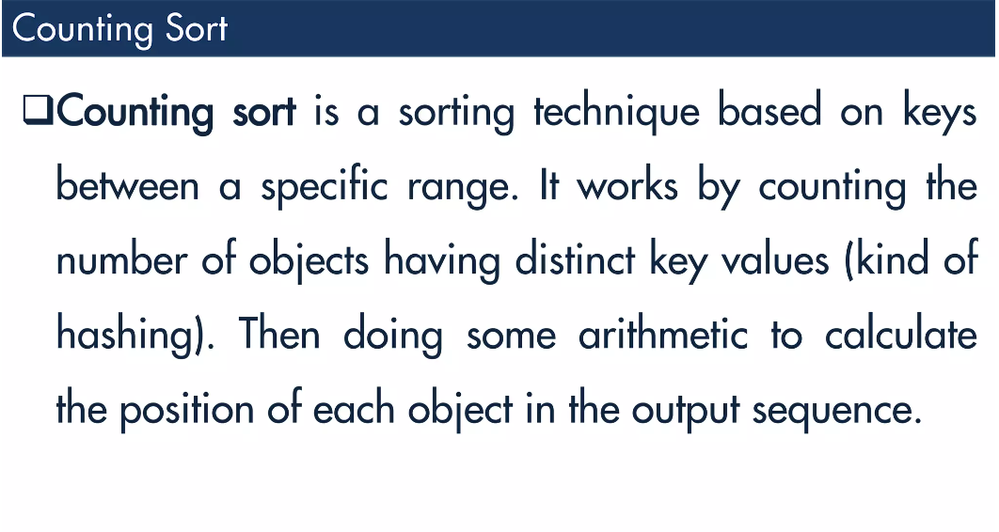 Counting Sort
❑Counting sort is a sorting technique based on keys
between a specific range. It works by counting the
number of objects having distinct key values (kind of
hashing). Then doing some arithmetic to calculate
the position of each object in the output sequence.